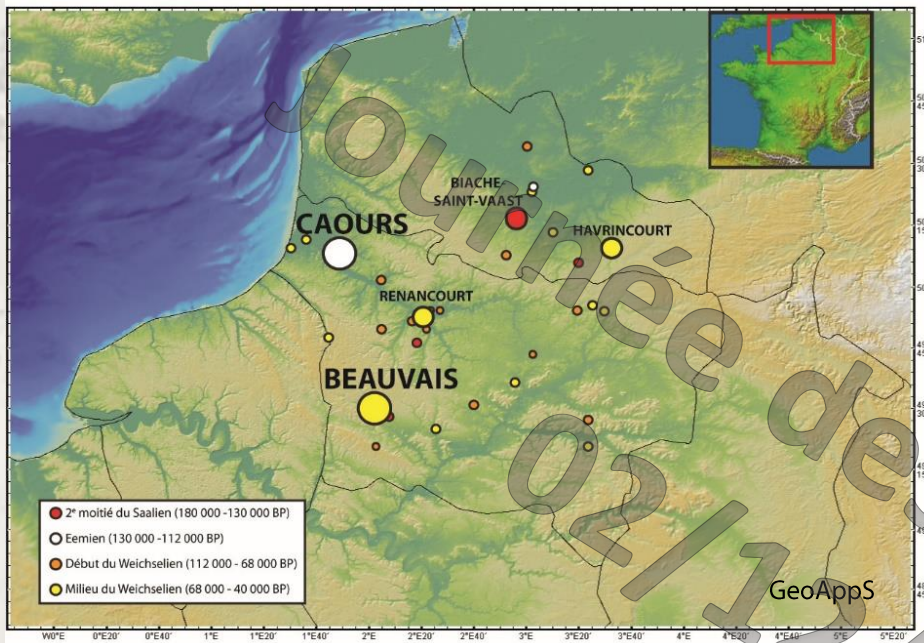 BIACHE-
SAINT-VAAST
CAOURS
HAVRINCOURT
RENANCOURT
BEAUVAIS
2e moitié du Saalien (180 000 -130 000 BP)
Eemien (130 000 -112 000 BP)
Début du Weichselien (112 000 - 68 000 BP)
Milieu du Weichselien (68 000 - 40 000 BP)
GeoAppS
Journée de
02/13
W0°E 0°E20' 0°E40' 1°E 1°E20' 1°E40' 2°E 2°E20' 2°E40' 3°E 3°E20' 3°E40' 4°E 4°E20' 4°E40' 5°E 5°E20'